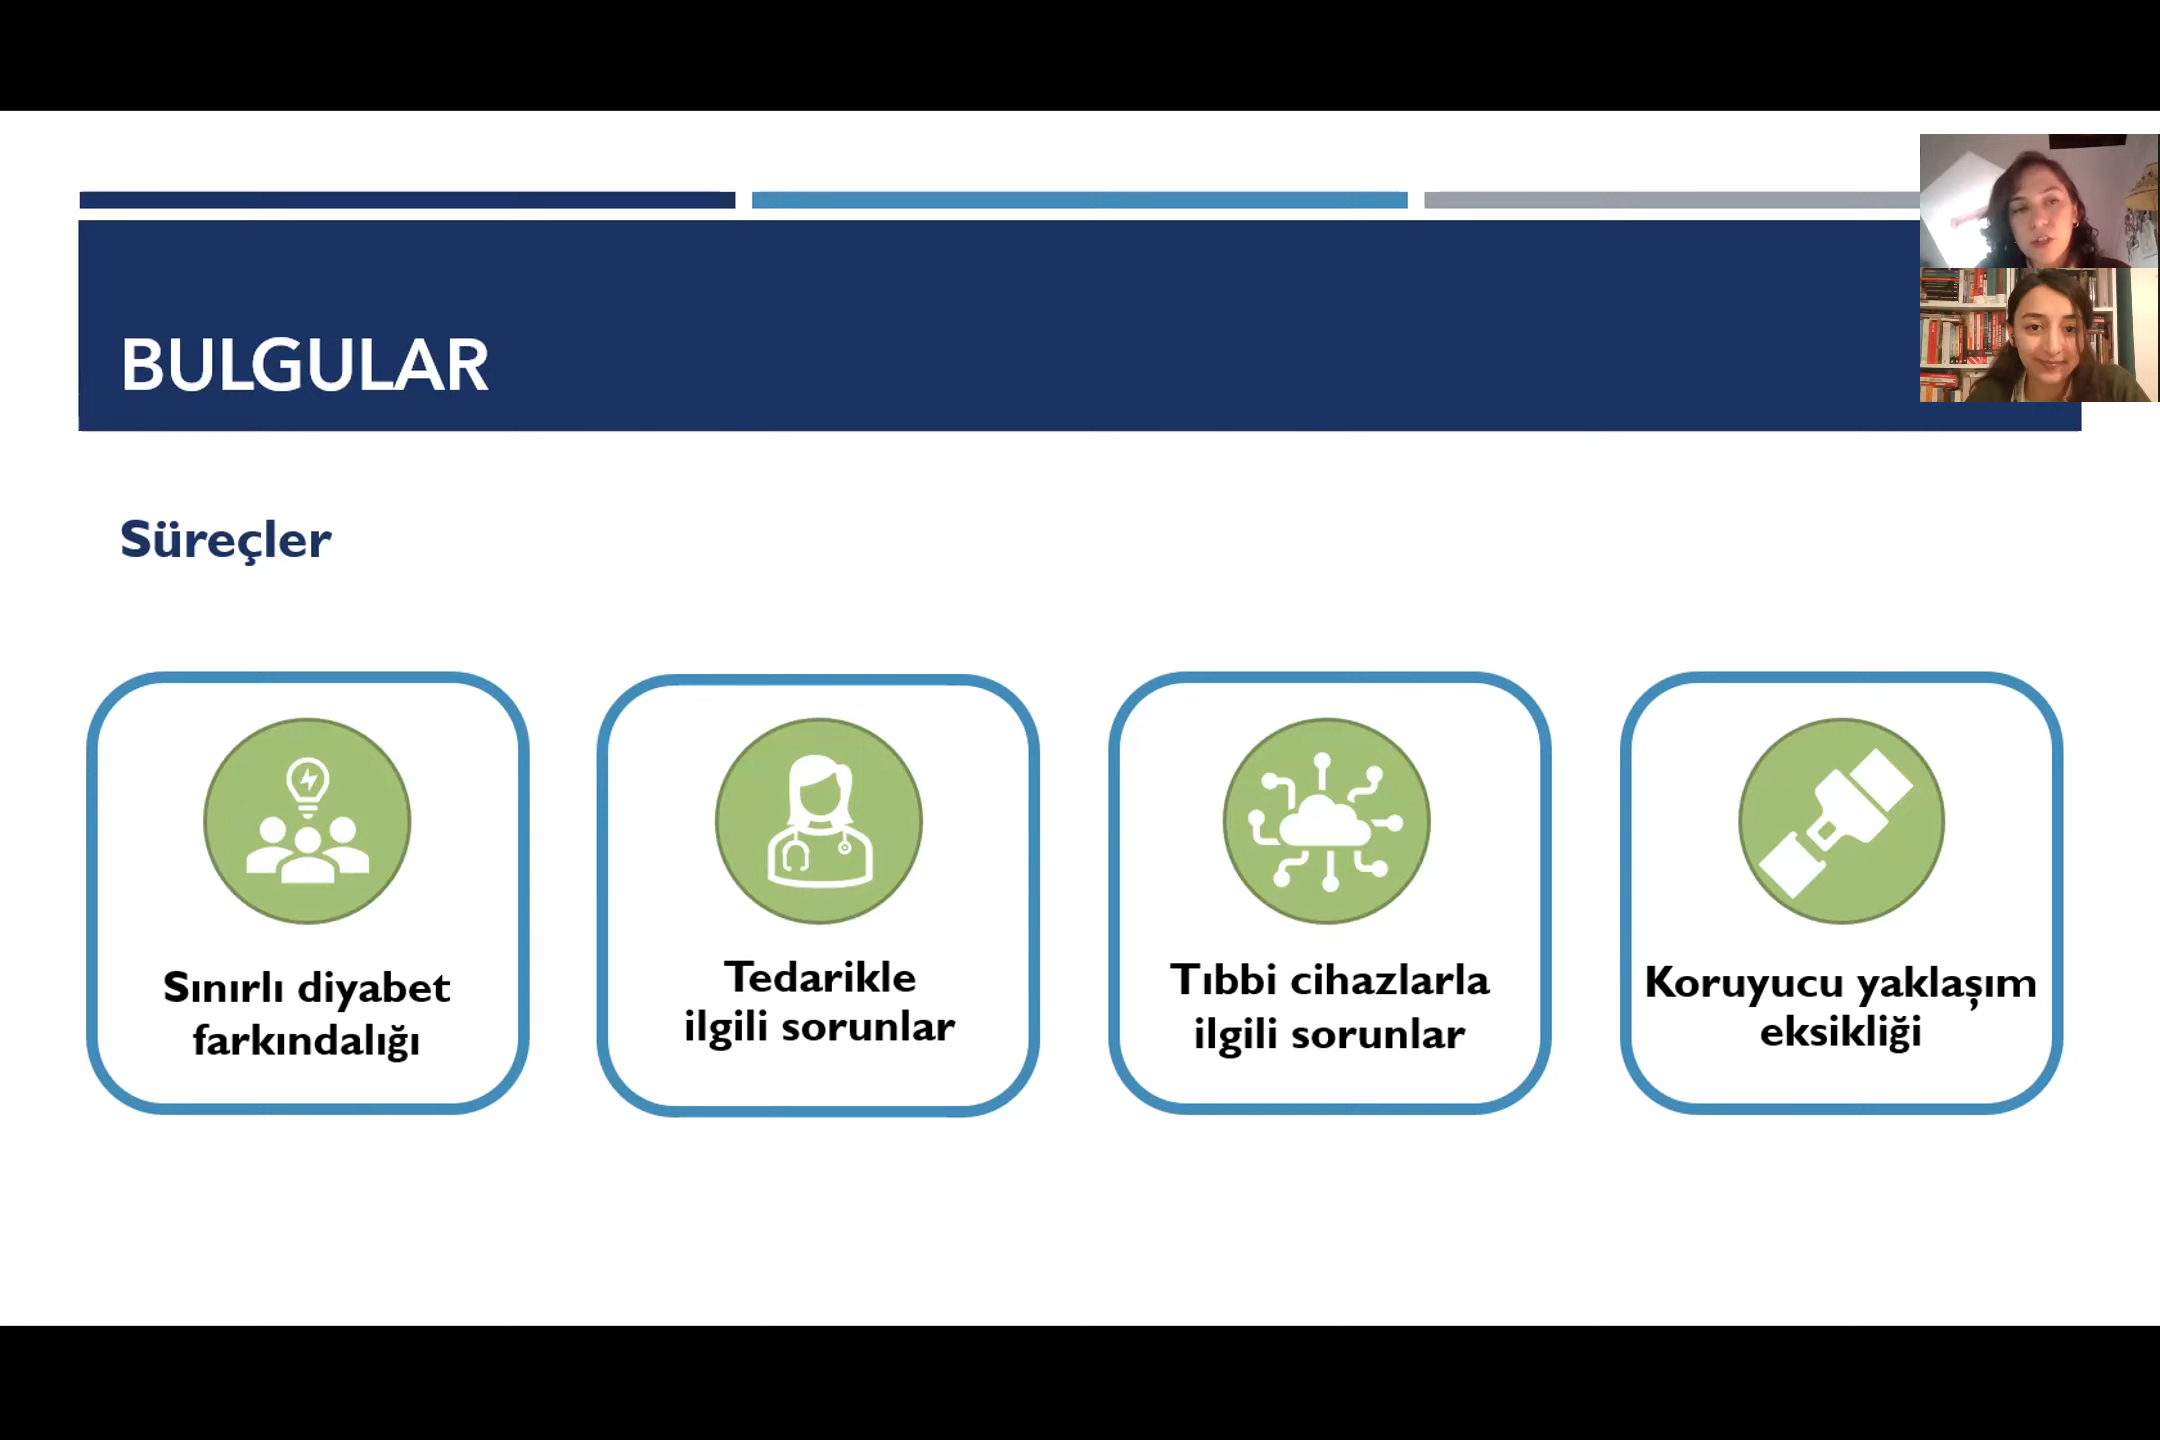 BULGULAR
Süreçler
Sınırlı diyabet
farkındalığı
Tedarikle
ilgili sorunlar
Tıbbi cihazlarla
ilgili sorunlar
Koruyucu yaklaşım
eksikliği